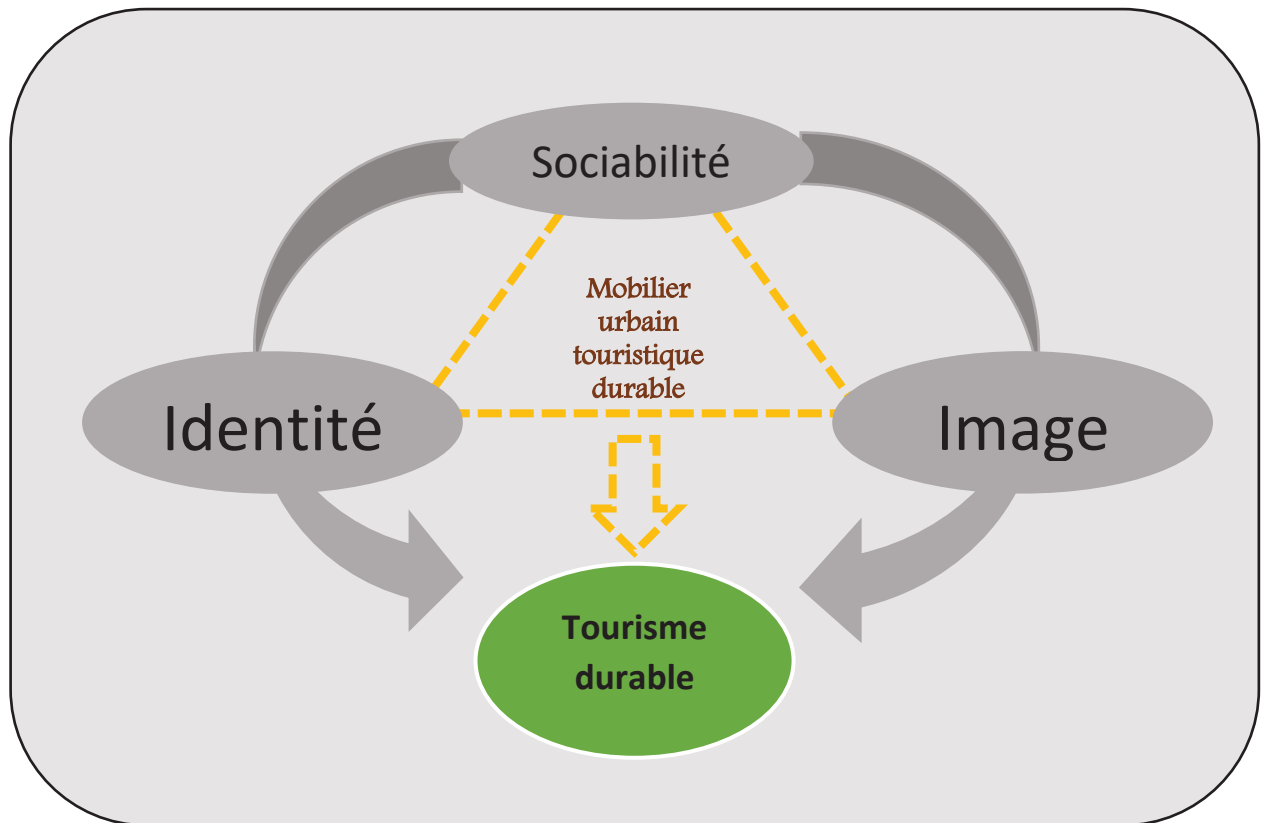 Sociabilité
Mobilier
urbain
touristique
durable
Identité
Image
Tourisme
durable